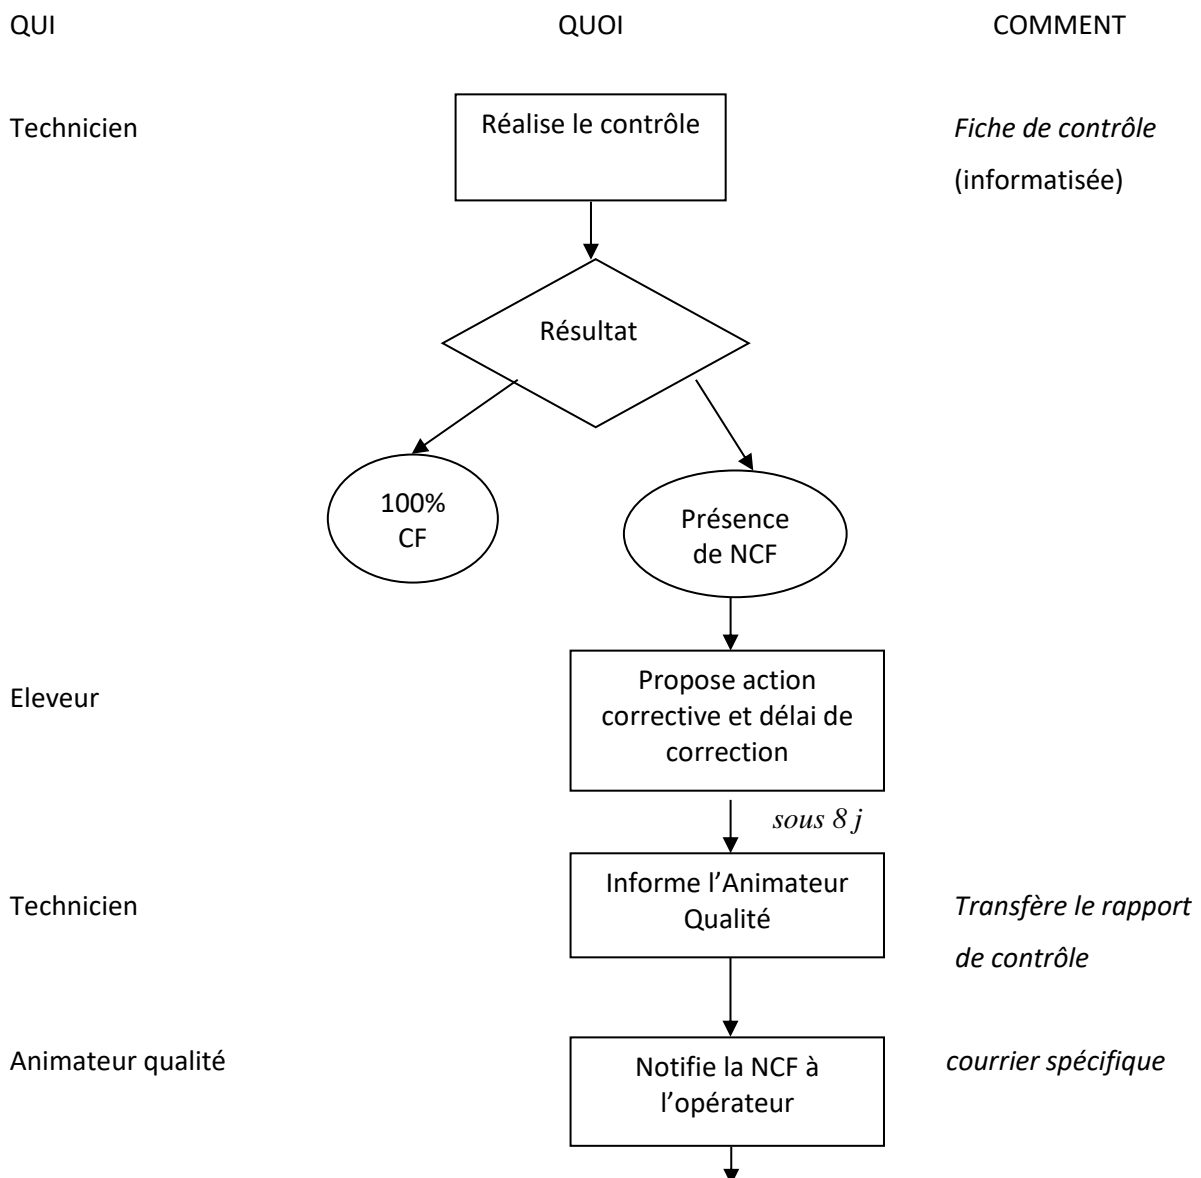 QUI QUOI COMMENT
Technicien Réalise le contrôle Fiche de contrôle
(informatisée)
Résultat
100%
CF
Présence
de NCF
Eleveur
Propose action
corrective et délai de
correction
sous 8 j
Technicien
Informe l’Animateur
Qualité
Transfère le rapport
de contrôle
Animateur qualité
Notifie la NCF à
l’opérateur
courrier spécifique